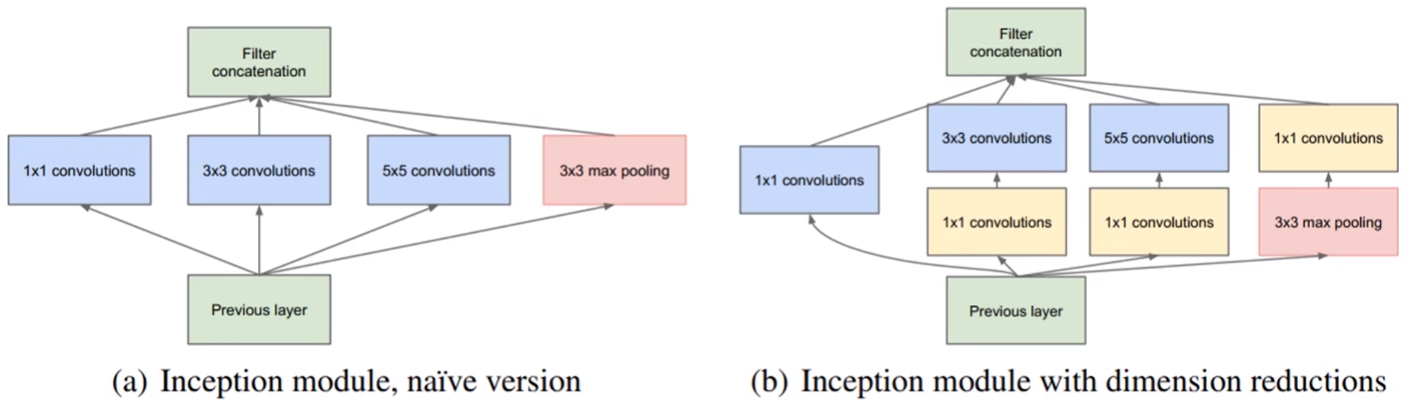 Filter
concatenation
1x1 convolutions
3x3 convolutions
5x5 convolutions
3x3 max pooling
Previous layer
(a) Inception module, naïve version
Filter
concatenation
3x3 convolutions
5x5 convolutions
1x1 convolutions
1x1 convolutions
1x1 convolutions
1x1 convolutions
3x3 max pooling
Previous layer
(b) Inception module with dimension reductions